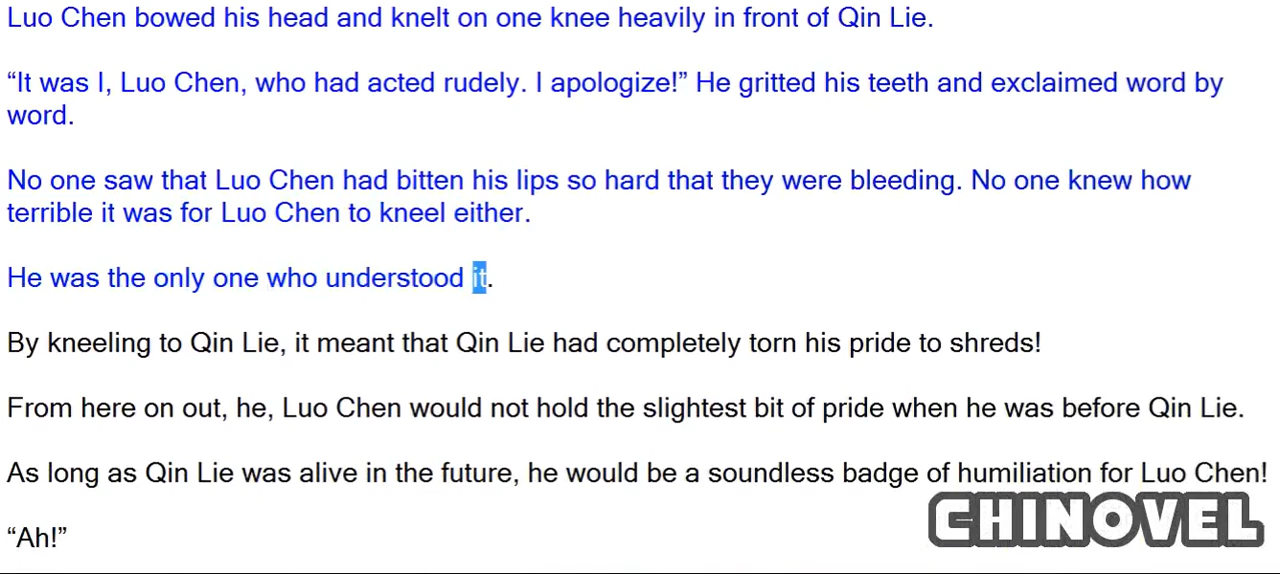 Luo Chen bowed his head and knelt on one knee heavily in front of Qin Lie.
“It was I, Luo Chen, who had acted rudely. I apologize!” He gritted his teeth and exclaimed word by
word.
No one saw that Luo Chen had bitten his lips so hard that they were bleeding. No one knew how
terrible it was for Luo Chen to kneel either.
He was the only one who understood it.
By kneeling to Qin Lie, it meant that Qin Lie had completely torn his pride to shreds!
From here on out, he, Luo Chen would not hold the slightest bit of pride when he was before Qin Lie.
As long as Qin Lie was alive in the future, he would be a soundless badge of humiliation for Luo Chen!
“Ah!”
CHINOVEL